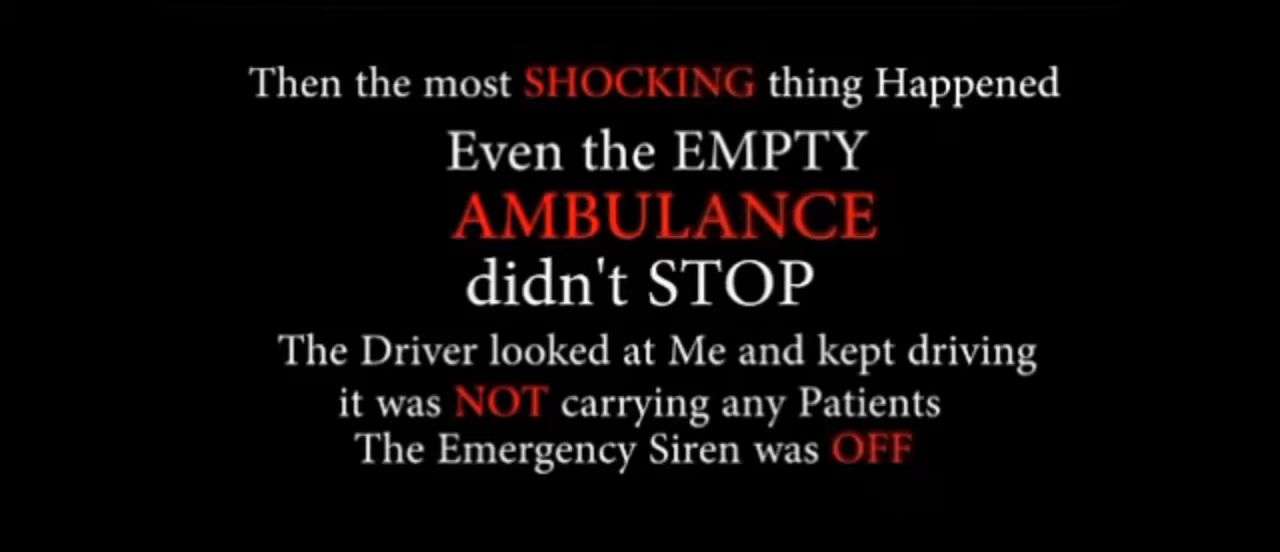 Then the most SHOCKING thing Happened
Even the EMPTY
AMBULANCE
didn't STOP
The Driver looked at Me and kept driving
it was NOT carrying any Patients
The Emergency Siren was OFF